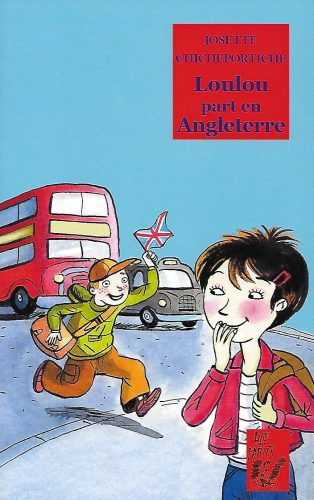 JOSETTE
CHICHEPORTICHE
Loulou
part en
Angleterre